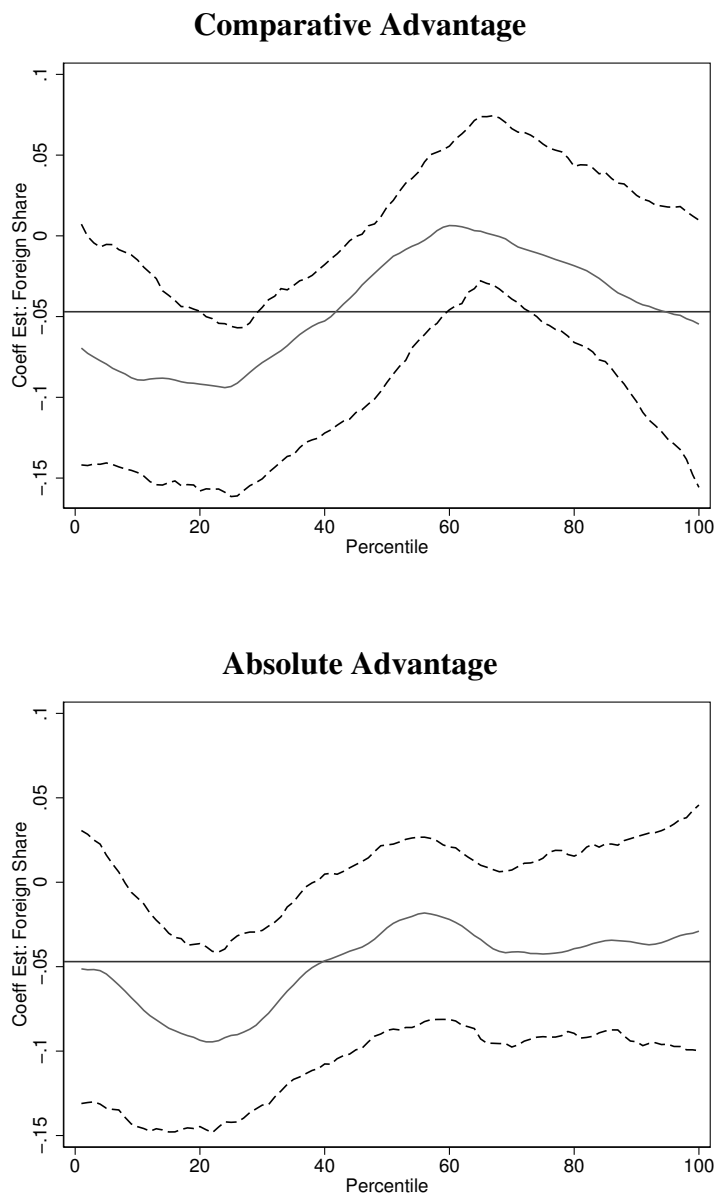 Comparative Advantage
.1
.05
0
-.05
-.1
-.15
Coeff Est: Foreign Share
0 20 40 60 80 100
Percentile
Absolute Advantage
.1
.05
0
-.05
-.1
-.15
Coeff Est: Foreign Share
0 20 40 60 80 100
Percentile